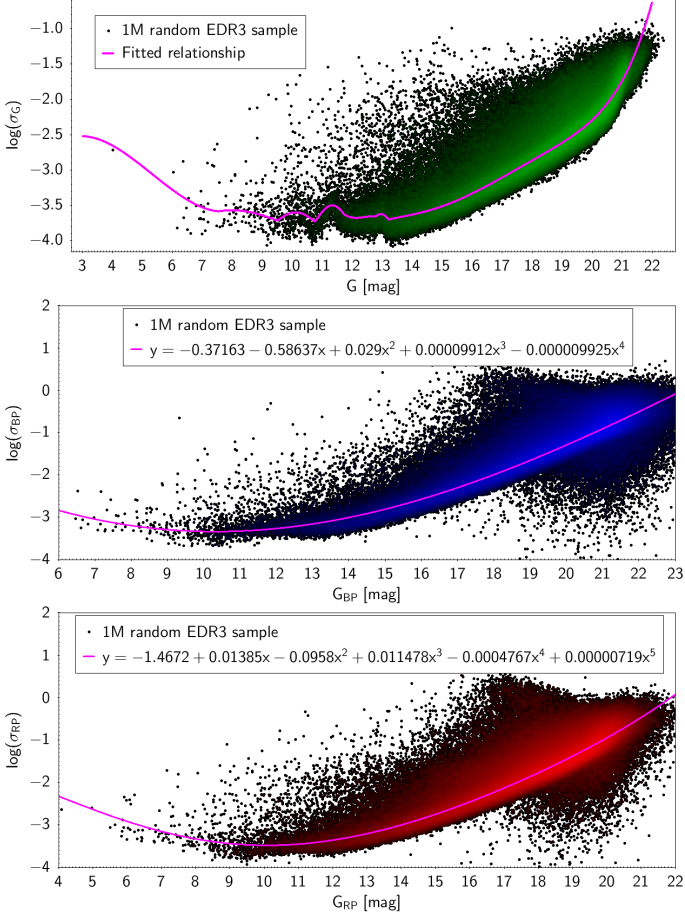 1M random EDR3 sample
Fitted relationship
−1.0
−1.5
−2.0
−2.5
−3.0
−3.5
−4.0
log(σG)
3 4 5 6 7 8 9 10 11 12 13 14 15 16 17 18 19 20 21 22
G [mag]
1M random EDR3 sample
y = −0.37163 − 0.58637x + 0.029x² + 0.00009912x³ − 0.000009925x⁴
2
1
0
−1
−2
−3
−4
log(σBP)
6 7 8 9 10 11 12 13 14 15 16 17 18 19 20 21 22 23
GBP [mag]
1M random EDR3 sample
y = −1.4672 + 0.01385x − 0.0958x² + 0.011478x³ − 0.0004767x⁴ + 0.00000719x⁵
2
1
0
−1
−2
−3
−4
log(σRP)
4 5 6 7 8 9 10 11 12 13 14 15 16 17 18 19 20 21 22
GRP [mag]